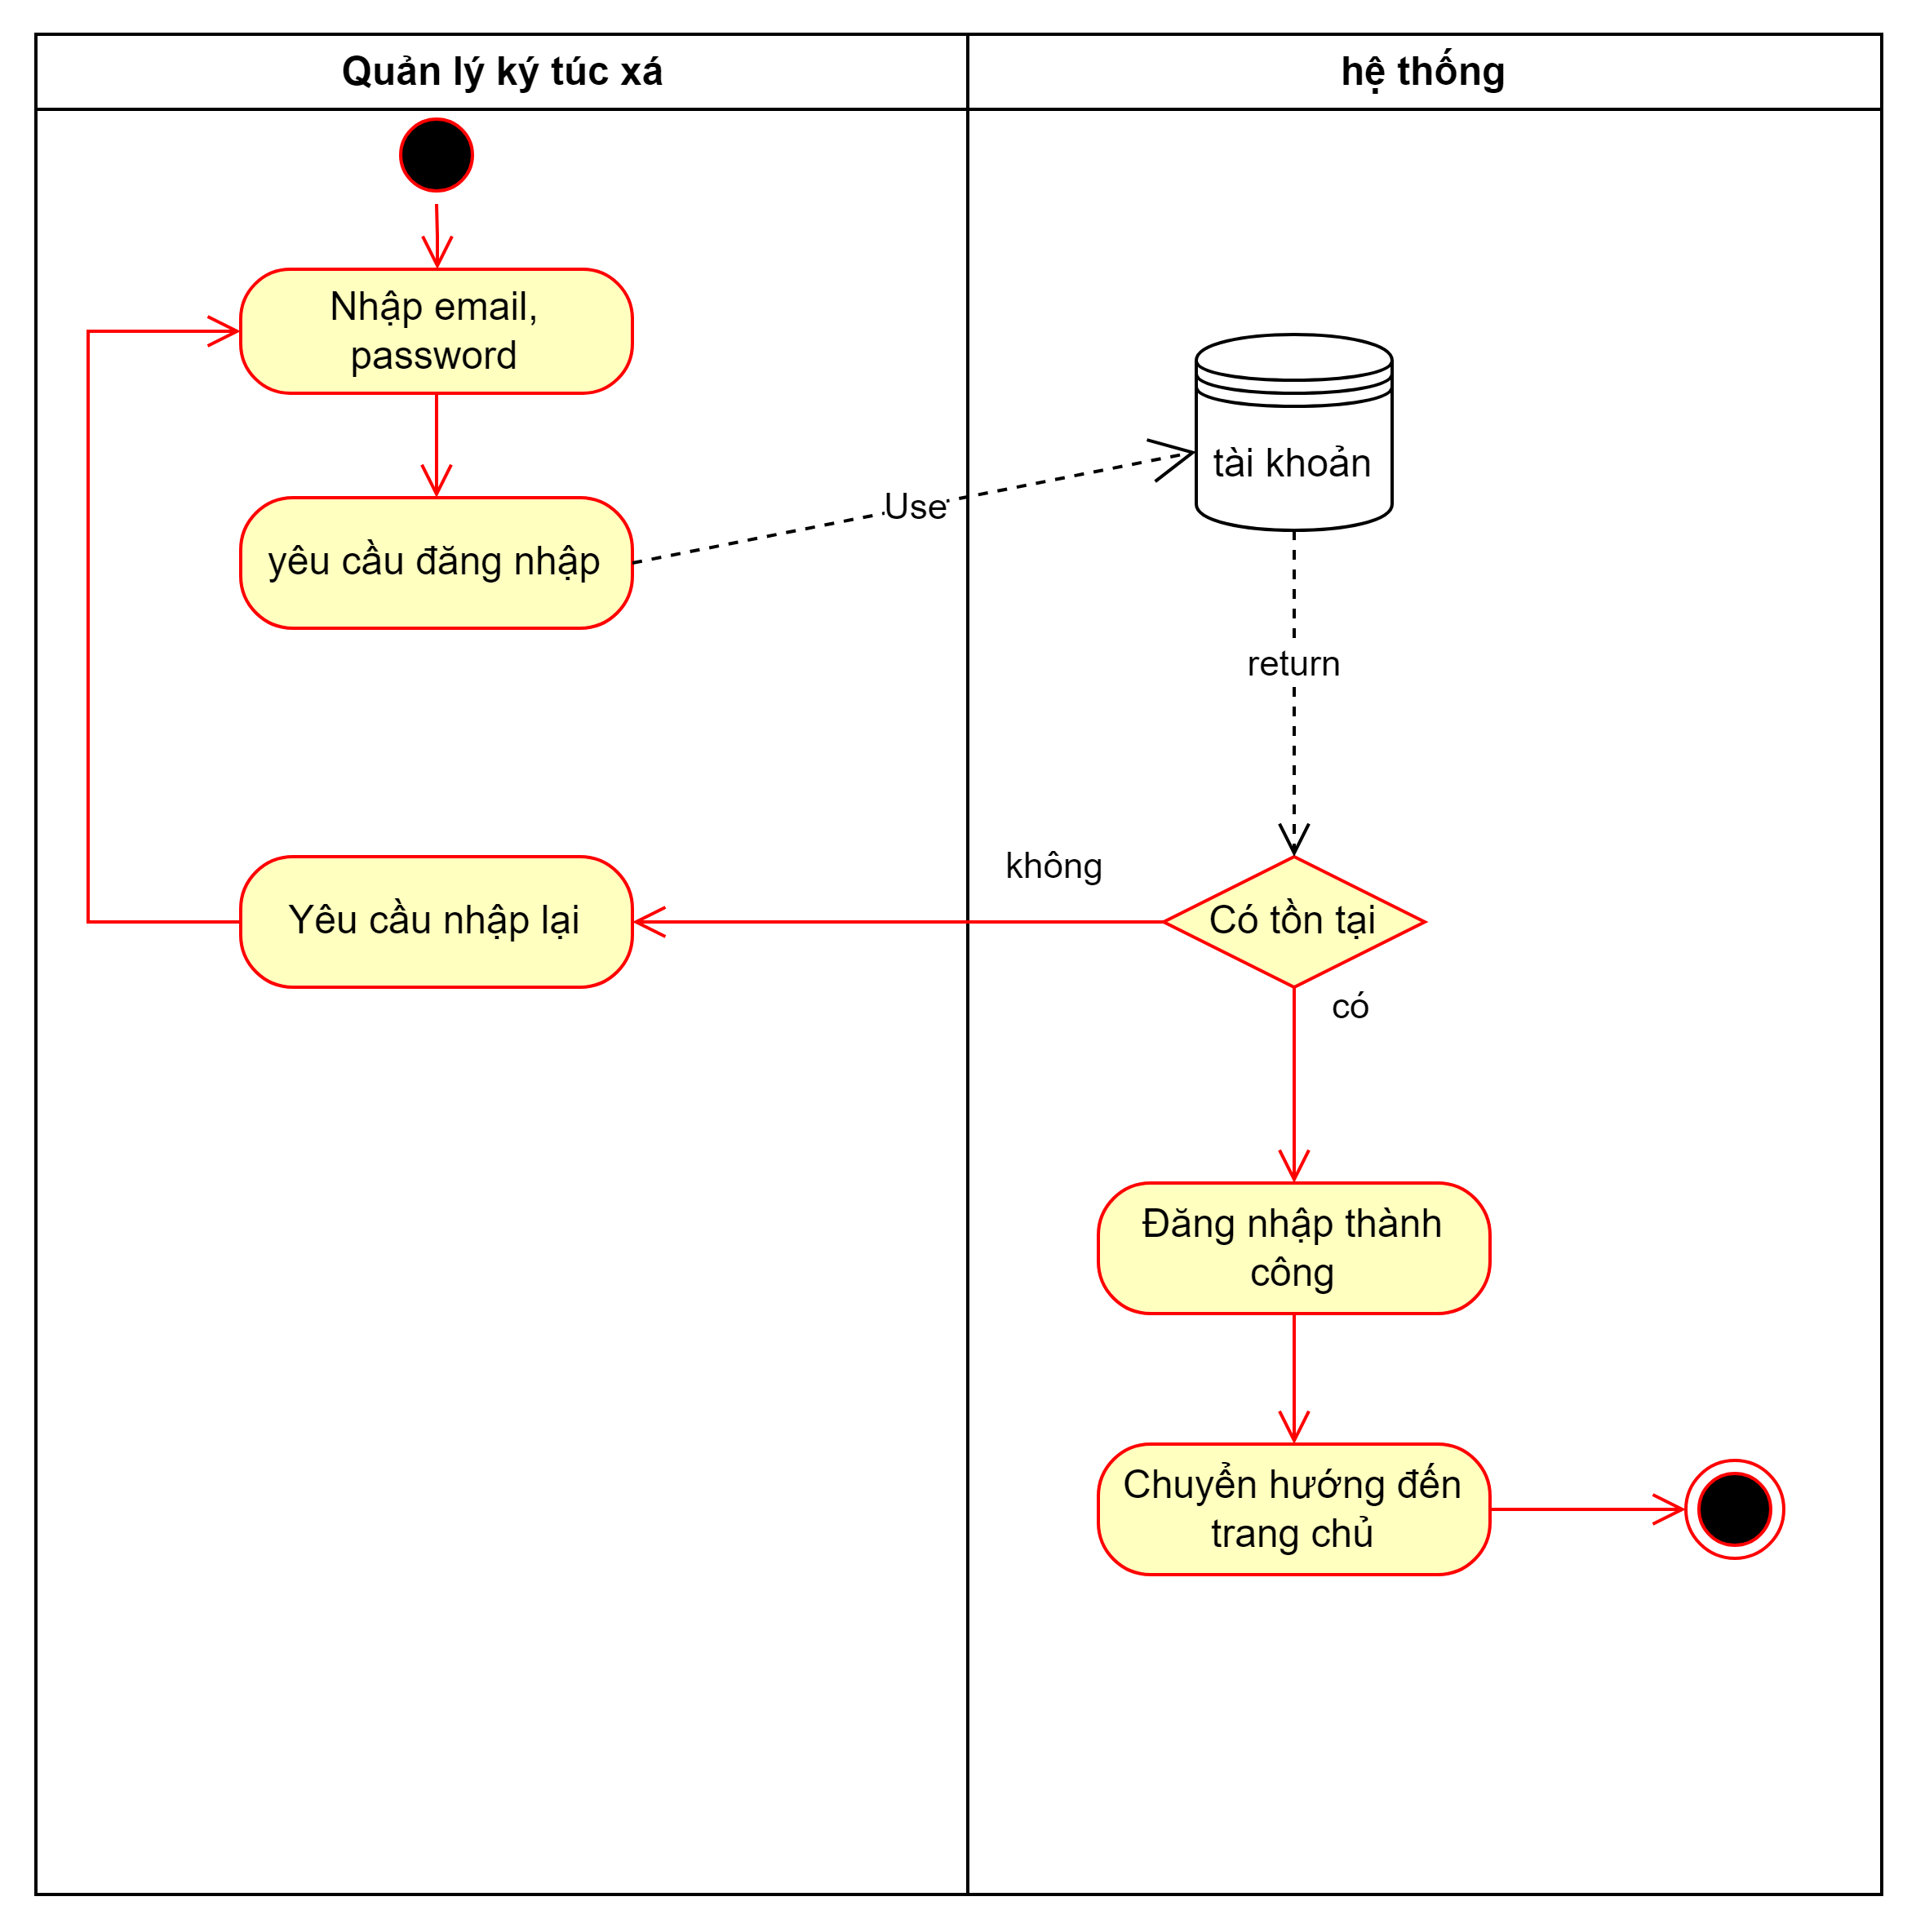 Quản lý ký túc xá
hệ thống
Nhập email,
password
tài khoản
Use
yêu cầu đăng nhập
return
không
Yêu cầu nhập lại
Có tồn tại
có
Đăng nhập thành
công
Chuyển hướng đến
trang chủ